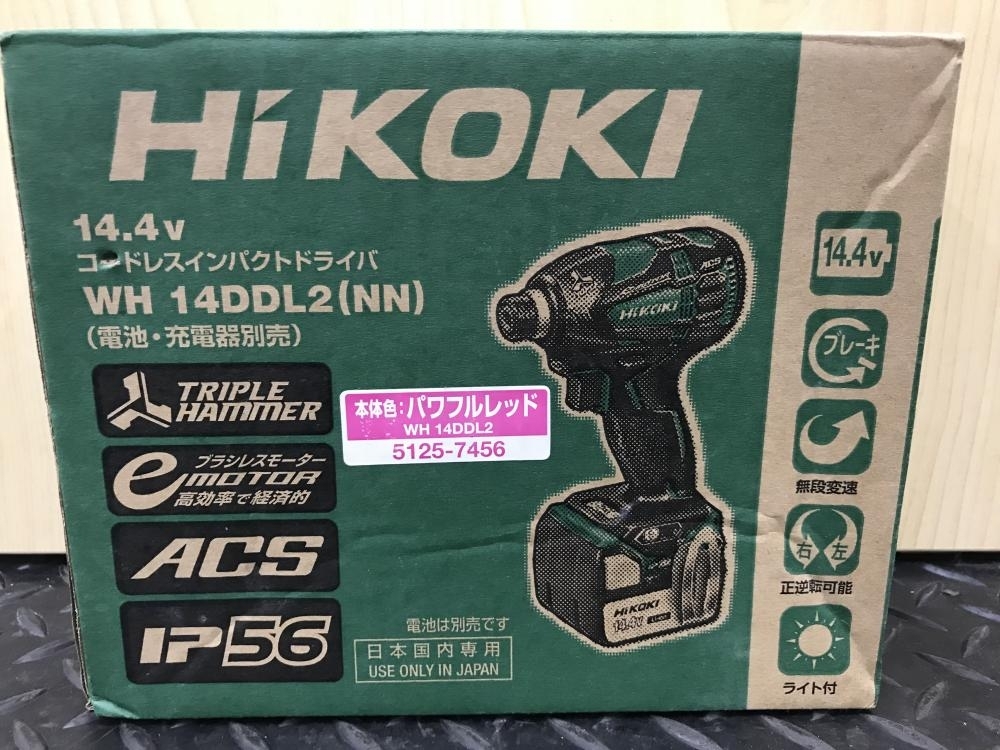 HiKOKI
14.4v
コードレスインパクトドライバ
WH 14DDL2(NN)
(電池・充電器別売)
TRIPLE
HAMMER
ブラシレスモーター
e MOTOR
高効率で経済的
ACS
IP56
本体色:パワフルレッド
WH 14DDL2
5125-7456
ACS
HiKOKI
HiKOKI
14.4v
電池は別売です
日本国内専用
USE ONLY IN JAPAN
14.4v
ブレーキ
無段変速
右 左
正逆転可能
ライト付